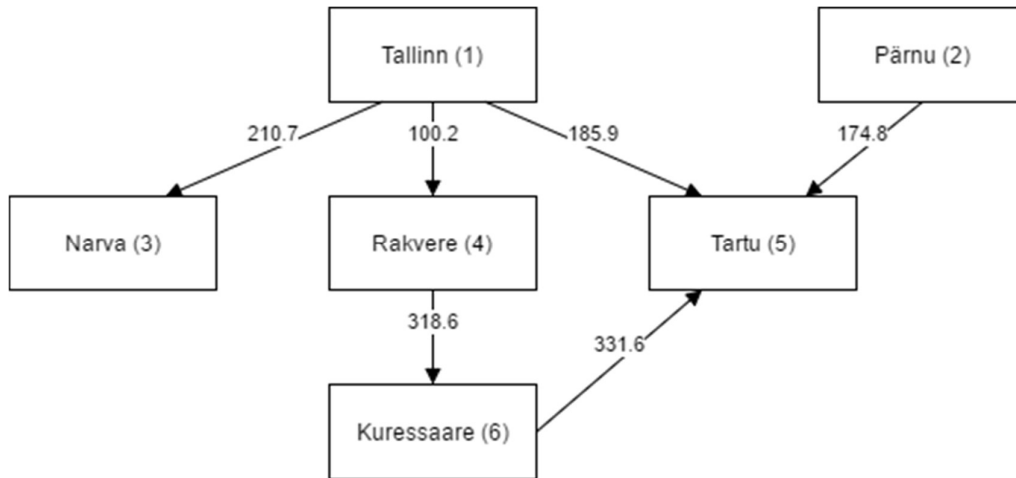 Tallinn (1)
Pärnu (2)
210.7
100.2
185.9
174.8
Narva (3)
Rakvere (4)
Tartu (5)
318.6
331.6
Kuressaare (6)